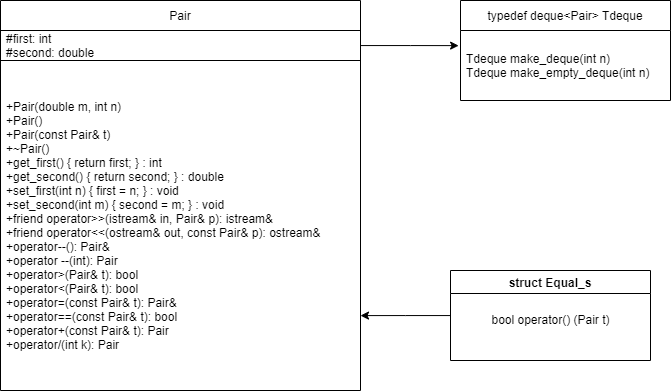 Pair
#first: int
#second: double
+Pair(double m, int n)
+Pair()
+Pair(const Pair& t)
+~Pair()
+get_first() { return first; } : int
+get_second() { return second; } : double
+set_first(int n) { first = n; } : void
+set_second(int m) { second = m; } : void
+friend operator>>(istream& in, Pair& p): istream&
+friend operator<<(ostream& out, const Pair& p): ostream&
+operator--(): Pair&
+operator --(int): Pair
+operator>(Pair& t): bool
+operator<(Pair& t): bool
+operator=(const Pair& t): Pair&
+operator==(const Pair& t): bool
+operator+(const Pair& t): Pair
+operator/(int k): Pair
typedef deque<Pair> Tdeque
Tdeque make_deque(int n)
Tdeque make_empty_deque(int n)
struct Equal_s
bool operator() (Pair t)